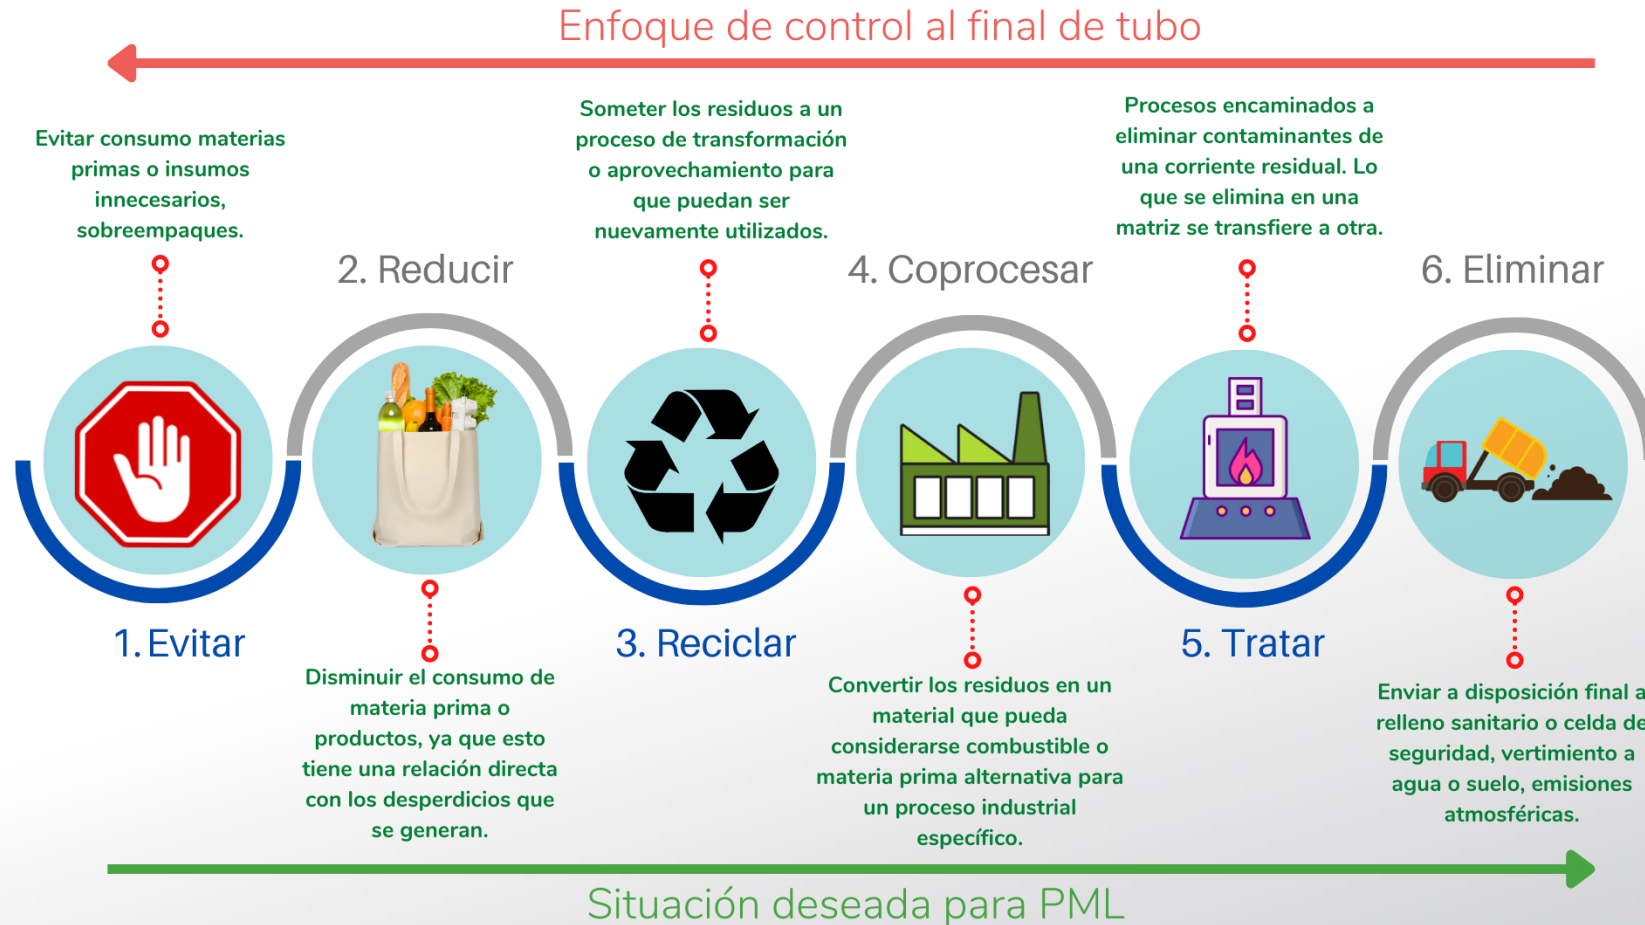 Enfoque de control al final de tubo
Evitar consumo materias
primas o insumos
innecesarios,
sobreempaques.
1. Evitar
2. Reducir
Disminuir el consumo de
materia prima o
productos, ya que esto
tiene una relación directa
con los desperdicios que
se generan.
Someter los residuos a un
proceso de transformación
o aprovechamiento para
que puedan ser
nuevamente utilizados.
3. Reciclar
4. Coprocesar
Convertir los residuos en un
material que pueda
considerarse combustible o
materia prima alternativa para
un proceso industrial
específico.
Procesos encaminados a
eliminar contaminantes de
una corriente residual. Lo
que se elimina en una
matriz se transfiere a otra.
5. Tratar
6. Eliminar
Enviar a disposición final a
relleno sanitario o celda de
seguridad, vertimiento a
agua o suelo, emisiones
atmosféricas.
Situación deseada para PML